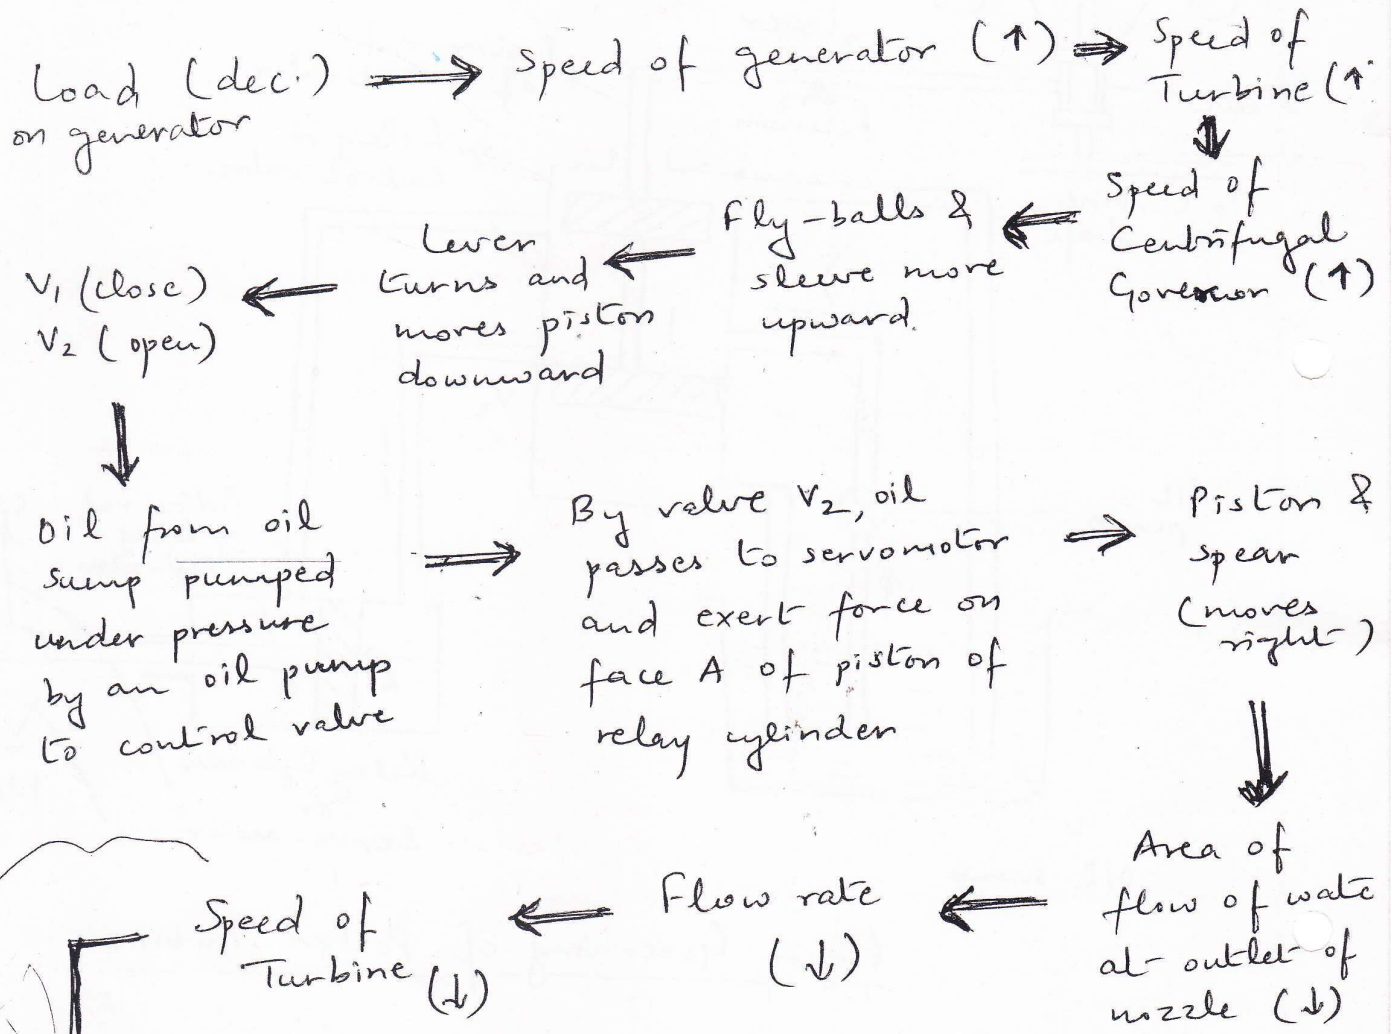 Load (dec.)
on generator
Speed of generator (↑)
Speed of
Turbine (↑
Speed of
Centrifugal
Governor (↑)
Fly-balls &
sleeve move
upward.
Lever
turns and
moves piston
downward
V1 (close)
V2 (open)
Oil from oil
sump pumped
under pressure
by an oil pump
to control valve
By valve V2, oil
passes to servomotor
and exert force on
face A of piston of
relay cylinder
Piston &
spear
(moves
right)
Area of
flow of wate
at outlet of
nozzle (↓)
Flow rate
(↓)
Speed of
Turbine (↓)